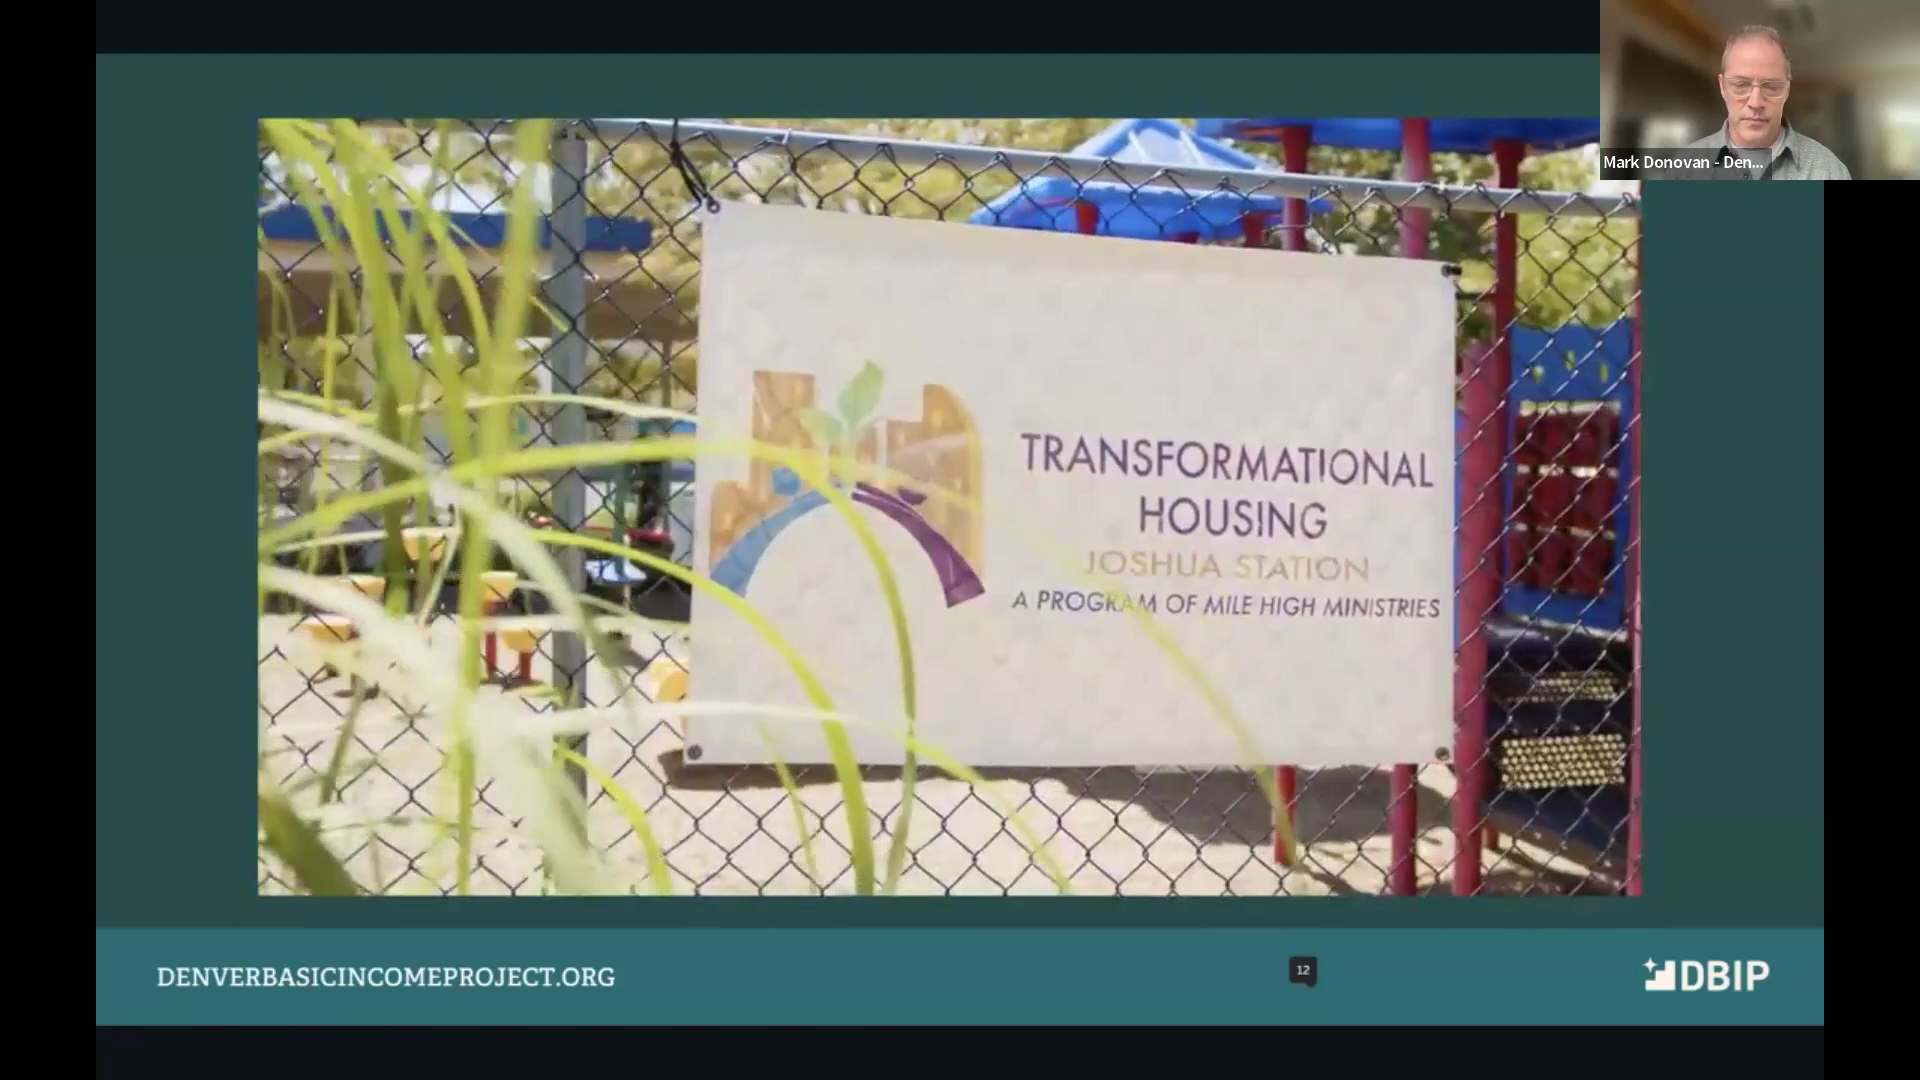 Mark Donovan - Den...
TRANSFORMATIONAL
HOUSING
JOSHUA STATION
A PROGRAM OF MILE HIGH MINISTRIES
DENVERBASICINCOMEPROJECT.ORG
12
DBIP